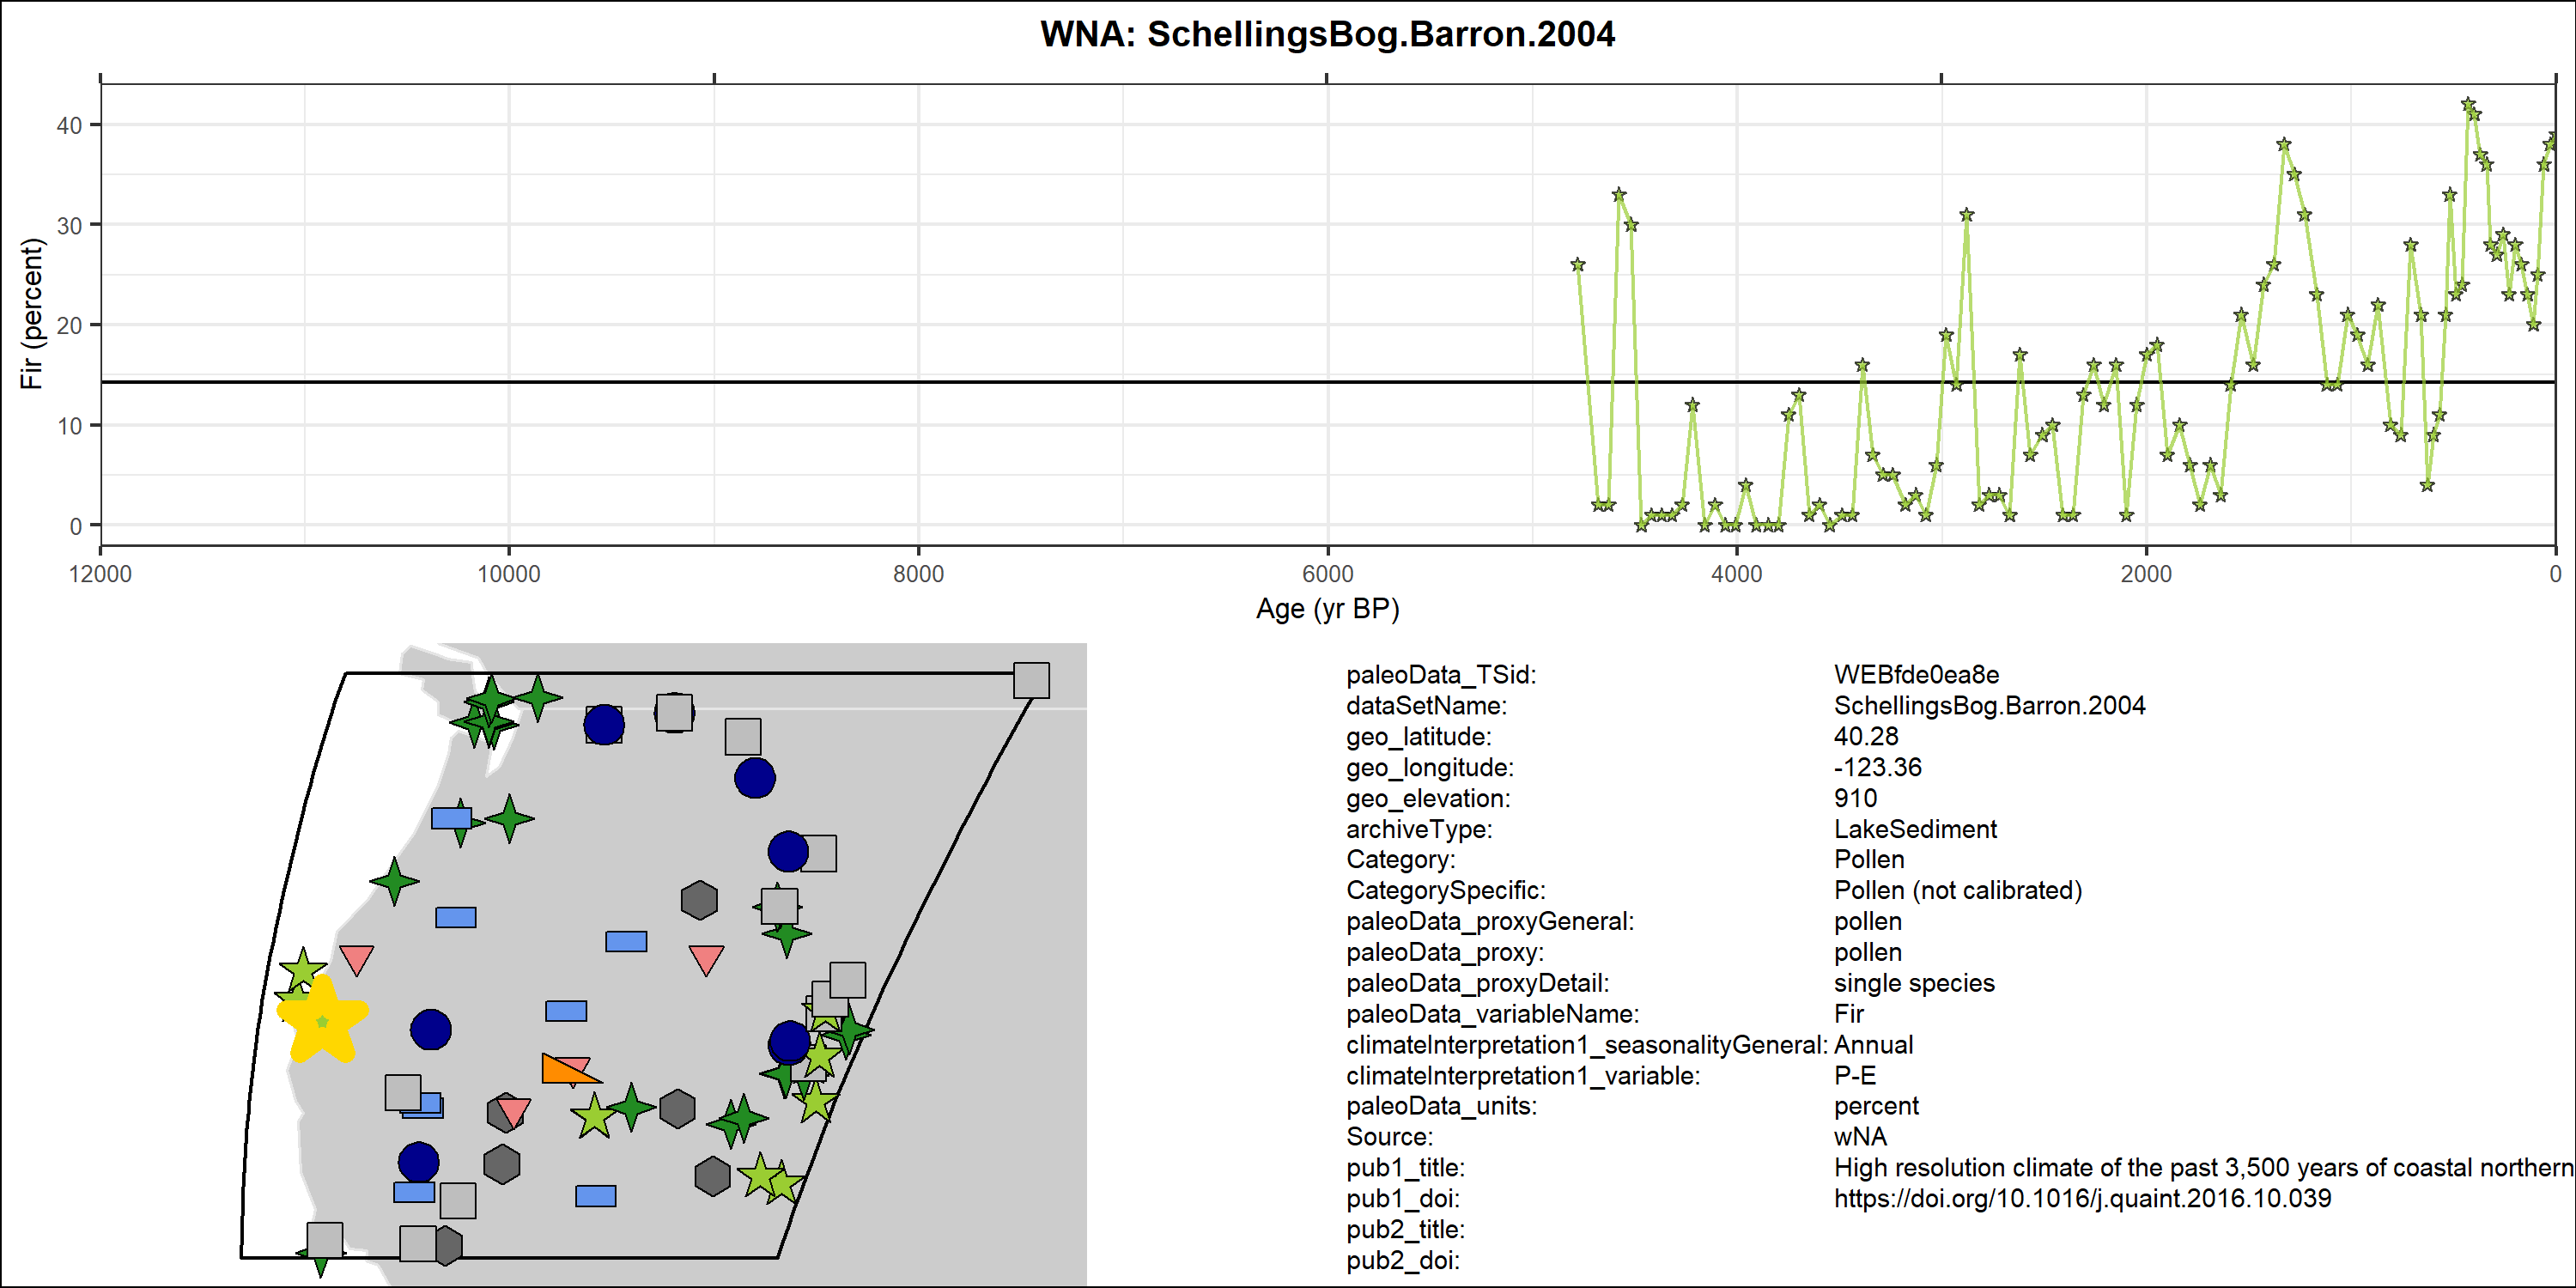 WNA: SchellingsBog.Barron.2004
Fir (percent)
40
30
20
10
0
12000 10000 8000 6000 4000 2000 0
Age (yr BP)
paleoData_TSid: WEBfde0ea8e
dataSetName: SchellingsBog.Barron.2004
geo_latitude: 40.28
geo_longitude: -123.36
geo_elevation: 910
archiveType: LakeSediment
Category: Pollen
CategorySpecific: Pollen (not calibrated)
paleoData_proxyGeneral: pollen
paleoData_proxy: pollen
paleoData_proxyDetail: single species
paleoData_variableName: Fir
climateInterpretation1_seasonalityGeneral: Annual
climateInterpretation1_variable: P-E
paleoData_units: percent
Source: wNA
pub1_title: High resolution climate of the past 3,500 years of coastal northern
pub1_doi: https://doi.org/10.1016/j.quaint.2016.10.039
pub2_title:
pub2_doi: